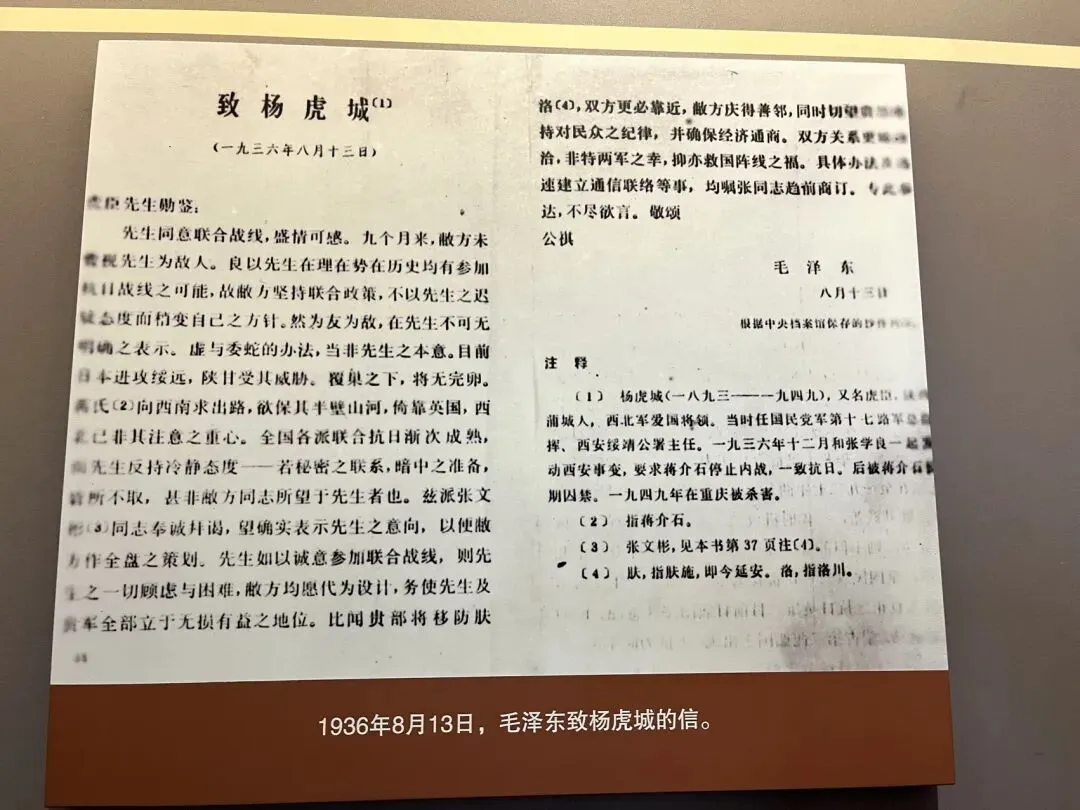 致杨虎城〔1〕
(一九三六年八月十三日)
虎臣先生勋鉴:
先生同意联合战线,盛情可感。九个月来,敝方未
曾视先生为敌人。良以先生在理在势在历史均有参加
抗日战线之可能,故敝方坚持联合政策,不以先生之迟
疑态度而稍变自己之方针。然为友为敌,在先生不可无
明确之表示。虚与委蛇的办法,当非先生之本意。目前
日本进攻绥远,陕甘受其威胁。覆巢之下,将无完卵。
蒋氏〔2〕向西南求出路,欲保其半壁山河,倚靠英国,西
北已非其注意之重心。全国各派联合抗日渐次成熟,
而先生反持冷静态度——若秘密之联系,暗中之准备,
皆所不取,甚非敝方同志所望于先生者也。兹派张文
彬〔3〕同志奉诚拜谒,望确实表示先生之意向,以便敝
方作全盘之策划。先生如以诚意参加联合战线,则先
生之一切顾虑与困难,敝方均愿代为设计,务使先生及
贵军全部立于无损有益之地位。比闻贵部将移防肤
洛〔4〕,双方更必靠近,敝方庆得善邻,同时切望
持对民众之纪律,并确保经济通商。双方关系更
洽,非特两军之幸,抑亦救国阵线之福。具体办法
速建立通信联络等事,均嘱张同志趋前商订。专此
达,不尽欲言。敬颂
公祺
毛泽东
八月十三日
根据中央档案馆保存的抄件
注释
〔1〕 杨虎城(一八九三——一九四九),又名虎臣,陕西
蒲城人,西北军爱国将领。当时任国民党军第十七路军总指
挥、西安绥靖公署主任。一九三六年十二月和张学良一起发
动西安事变,要求蒋介石停止内战,一致抗日。后被蒋介石长
期囚禁。一九四九年在重庆被杀害。
〔2〕 指蒋介石。
〔3〕 张文彬,见本书第37页注〔4〕。
〔4〕 肤,指肤施,即今延安。洛,指洛川。
1936年8月13日,毛泽东致杨虎城的信。